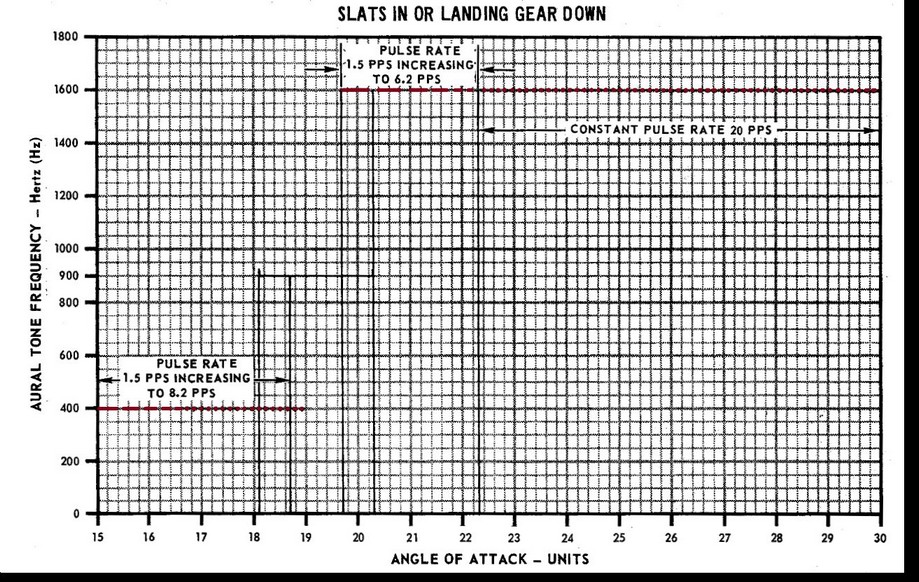 SLATS IN OR LANDING GEAR DOWN
1800
1600
1400
1200
1000
900
800
600
400
200
0
AURAL TONE FREQUENCY – Hertz (Hz)
PULSE RATE
1.5 PPS INCREASING
TO 6.2 PPS
CONSTANT PULSE RATE 20 PPS
PULSE RATE
1.5 PPS INCREASING
TO 8.2 PPS
15 16 17 18 19 20 21 22 23 24 25 26 27 28 29 30
ANGLE OF ATTACK – UNITS